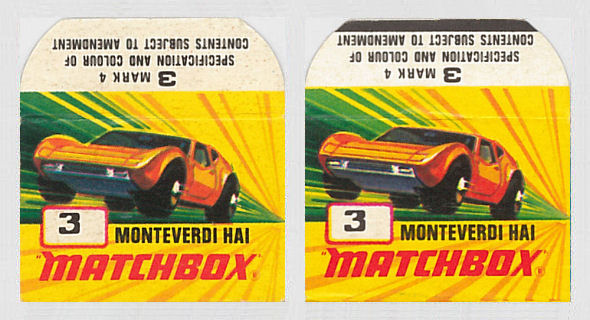 SPECIFICATION AND COLOUR OF
CONTENTS SUBJECT TO AMENDMENT
3 MARK 4
3
MONTEVERDI HAI
"MATCHBOX"
SPECIFICATION AND COLOUR OF
CONTENTS SUBJECT TO AMENDMENT
3 MARK 4
3
MONTEVERDI HAI
"MATCHBOX"